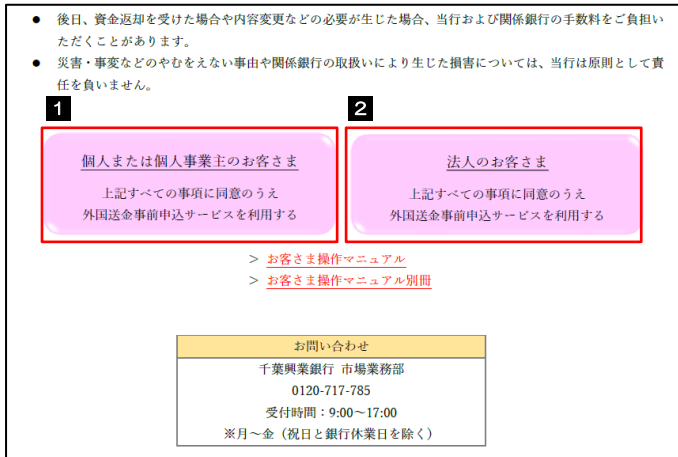 ● 後日、資金返却を受けた場合や内容変更などの必要が生じた場合、当行および関係銀行の手数料をご負担い
ただくことがあります。
● 災害・事変などのやむをえない事由や関係銀行の取扱いにより生じた損害については、当行は原則として責
任を負いません。
1
2
個人または個人事業主のお客さま
上記すべての事項に同意のうえ
外国送金事前申込サービスを利用する
法人のお客さま
上記すべての事項に同意のうえ
外国送金事前申込サービスを利用する
> お客さま操作マニュアル
> お客さま操作マニュアル別冊
お問い合わせ
千葉興業銀行 市場業務部
0120-717-785
受付時間：9:00～17:00
※月～金（祝日と銀行休業日を除く）